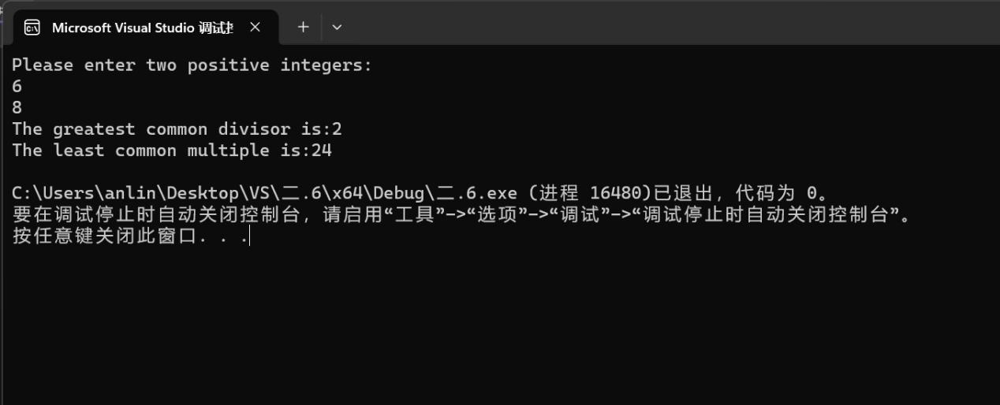 Microsoft Visual Studio 调试
Please enter two positive integers:
6
8
The greatest common divisor is:2
The least common multiple is:24
C:\Users\anlin\Desktop\VS\二.6\x64\Debug\二.6.exe (进程 16480)已退出，代码为 0。
要在调试停止时自动关闭控制台，请启用“工具”->“选项”->“调试”->“调试停止时自动关闭控制台”。
按任意键关闭此窗口. . .